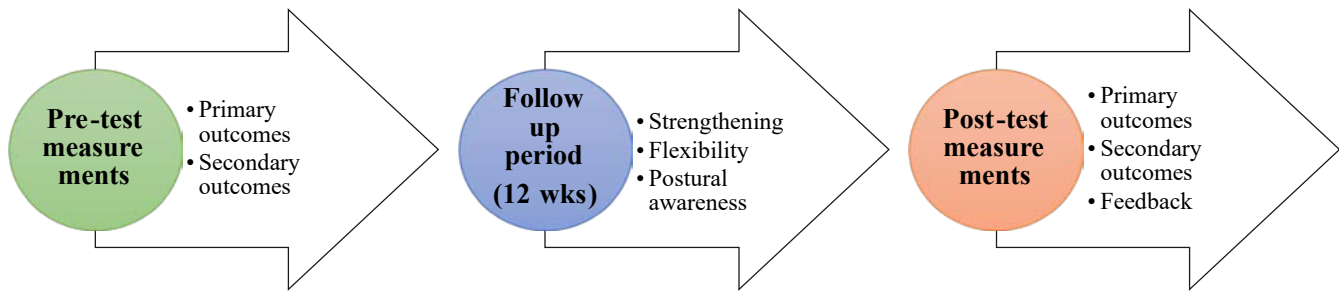 Pre-test
measure
ments
• Primary
outcomes
• Secondary
outcomes
Follow
up
period
(12 wks)
• Strengthening
• Flexibility
• Postural
awareness
Post-test
measure
ments
• Primary
outcomes
• Secondary
outcomes
• Feedback